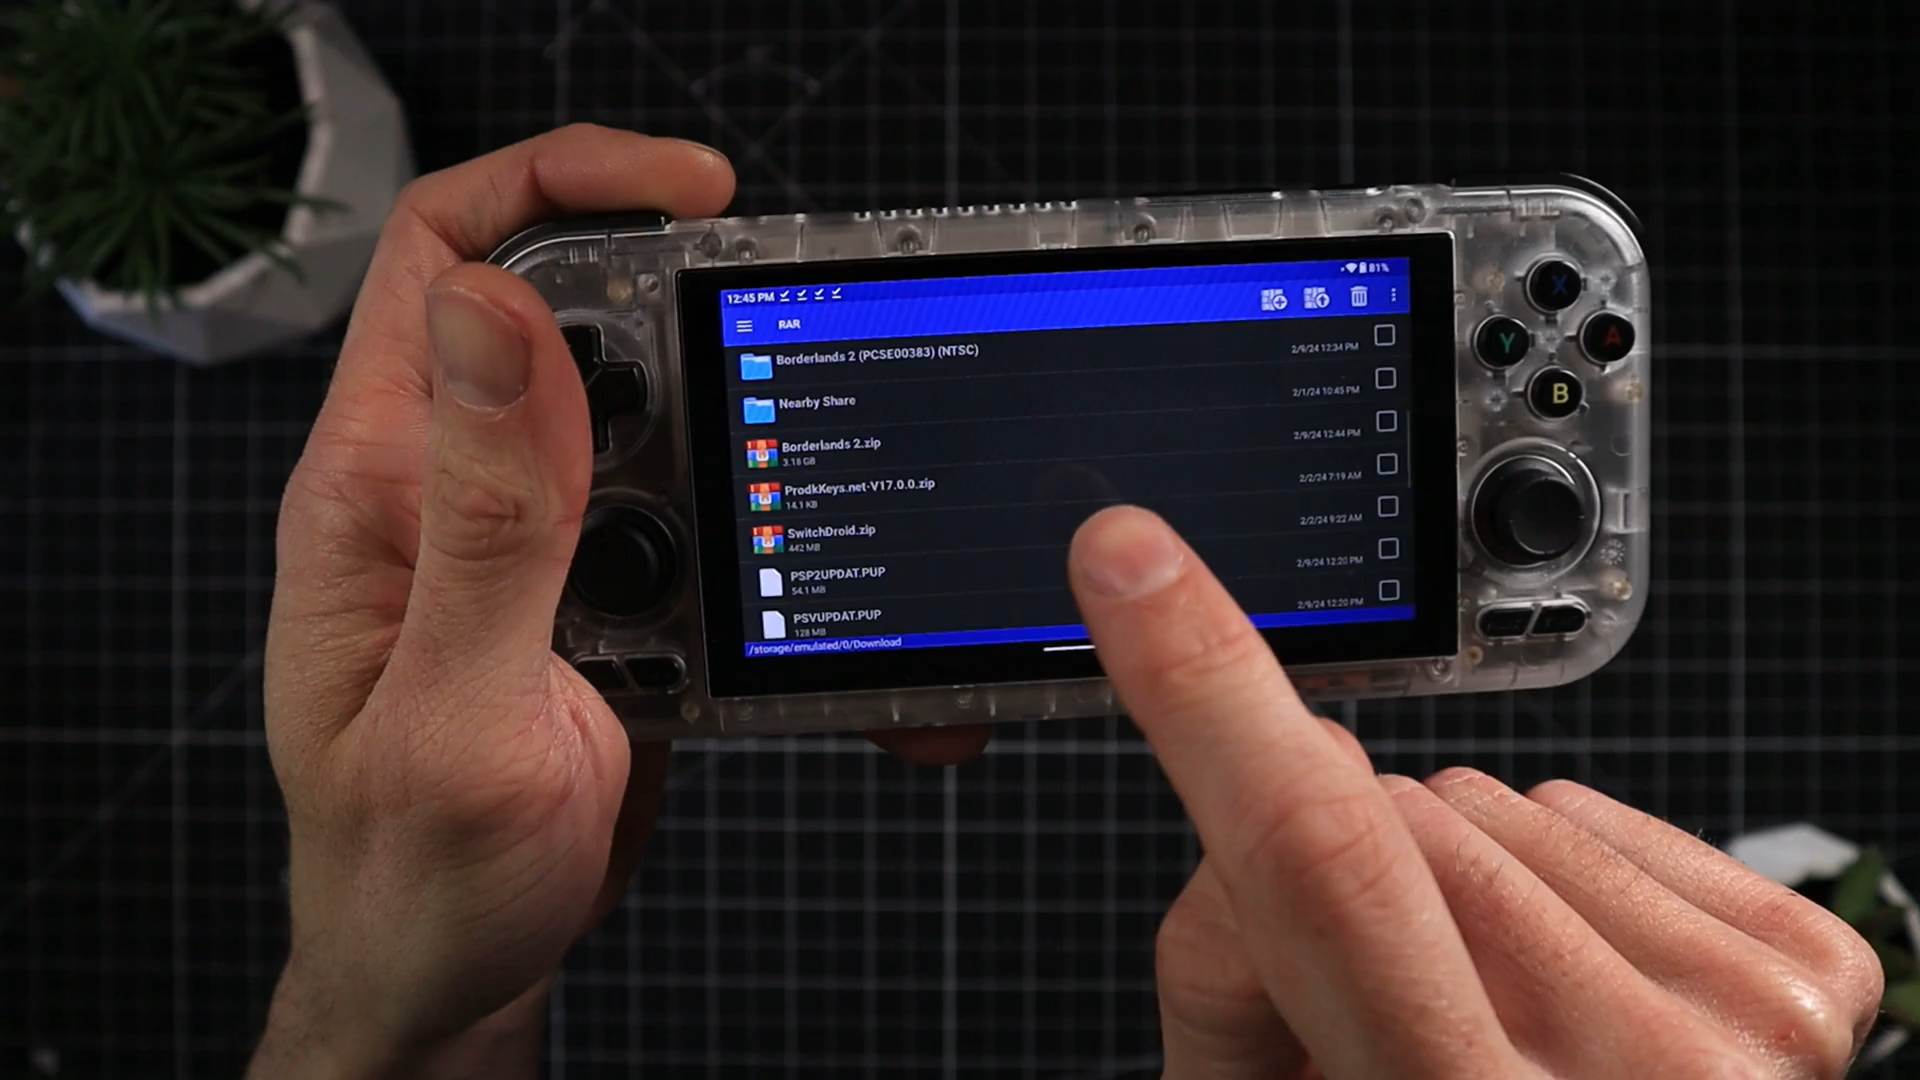 12:45 PM
81%
RAR
Borderlands 2 (PCSE00383) (NTSC)
2/9/24 12:34 PM
Nearby Share
2/1/24 10:45 PM
Borderlands 2.zip
3.18 GB
2/9/24 12:44 PM
ProdkKeys.net-V17.0.0.zip
14.1 KB
2/2/24 7:19 AM
SwitchDroid.zip
442 MB
2/2/24 9:22 AM
PSP2UPDAT.PUP
54.1 MB
2/9/24 12:20 PM
PSVUPDAT.PUP
128 MB
2/9/24 12:20 PM
/storage/emulated/0/Download
X
Y
A
B